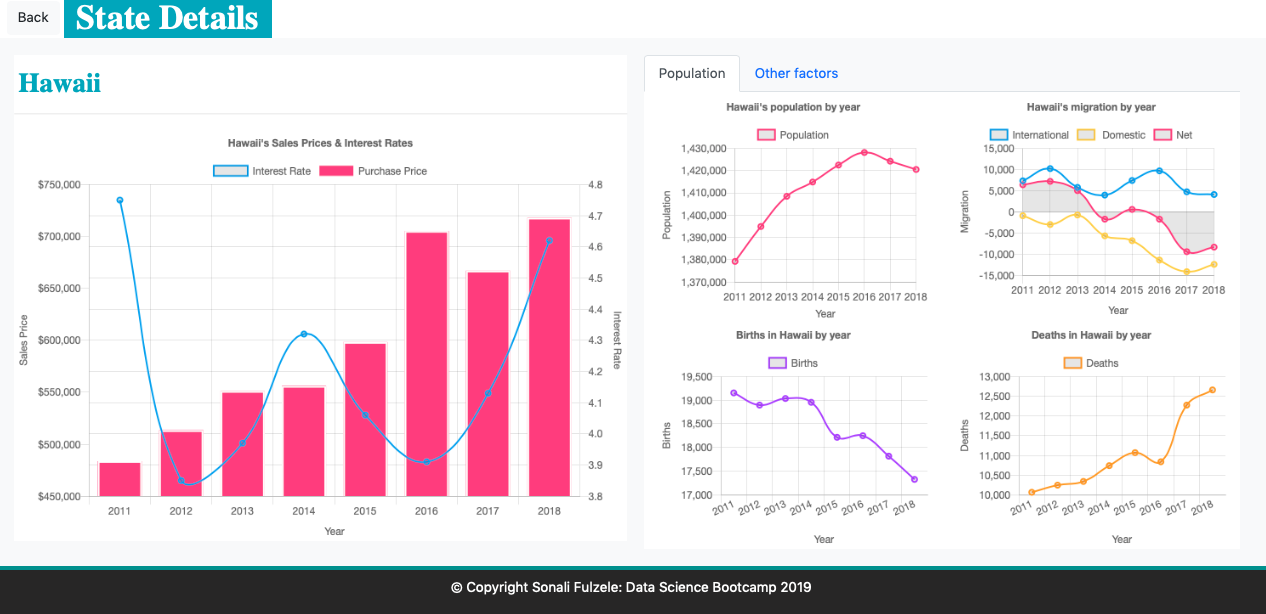 Back
State Details
Hawaii
Hawaii's Sales Prices & Interest Rates
Interest Rate Purchase Price
$750,000
$700,000
$650,000
$600,000
$550,000
$500,000
$450,000
Sales Price
4.8
4.7
4.6
4.5
4.4
4.3
4.2
4.1
4.0
3.9
3.8
Interest Rate
2011 2012 2013 2014 2015 2016 2017 2018
Year
Population Other factors
Hawaii's population by year
Population
1,430,000
1,420,000
1,410,000
1,400,000
1,390,000
1,380,000
1,370,000
Population
2011 2012 2013 2014 2015 2016 2017 2018
Year
Hawaii's migration by year
International Domestic Net
15,000
10,000
5,000
0
-5,000
-10,000
-15,000
Migration
2011 2012 2013 2014 2015 2016 2017 2018
Year
Births in Hawaii by year
Births
19,500
19,000
18,500
18,000
17,500
17,000
Births
2011 2012 2013 2014 2015 2016 2017 2018
Year
Deaths in Hawaii by year
Deaths
13,000
12,500
12,000
11,500
11,000
10,500
10,000
Deaths
2011 2012 2013 2014 2015 2016 2017 2018
Year
© Copyright Sonali Fulzele: Data Science Bootcamp 2019